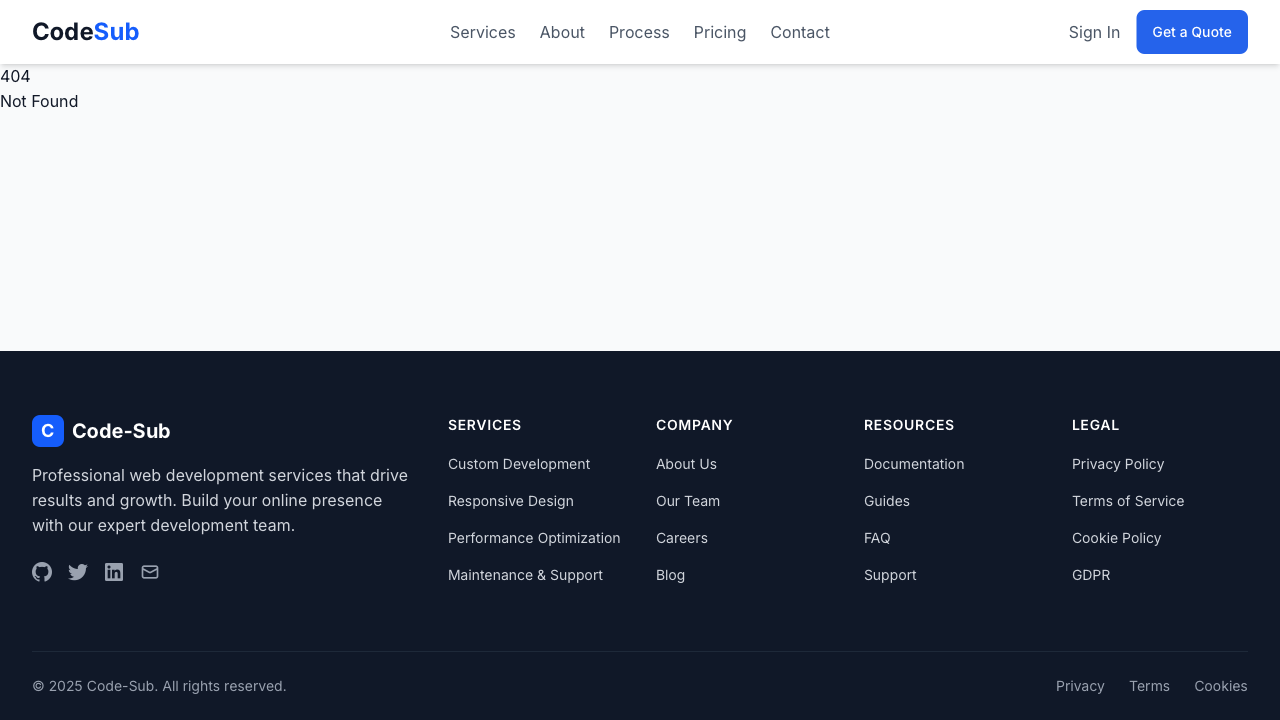 CodeSub
Services About Process Pricing Contact
Sign In
Get a Quote
404
Not Found
C Code-Sub
Professional web development services that drive
results and growth. Build your online presence
with our expert development team.
SERVICES
Custom Development
Responsive Design
Performance Optimization
Maintenance & Support
COMPANY
About Us
Our Team
Careers
Blog
RESOURCES
Documentation
Guides
FAQ
Support
LEGAL
Privacy Policy
Terms of Service
Cookie Policy
GDPR
© 2025 Code-Sub. All rights reserved.
Privacy Terms Cookies